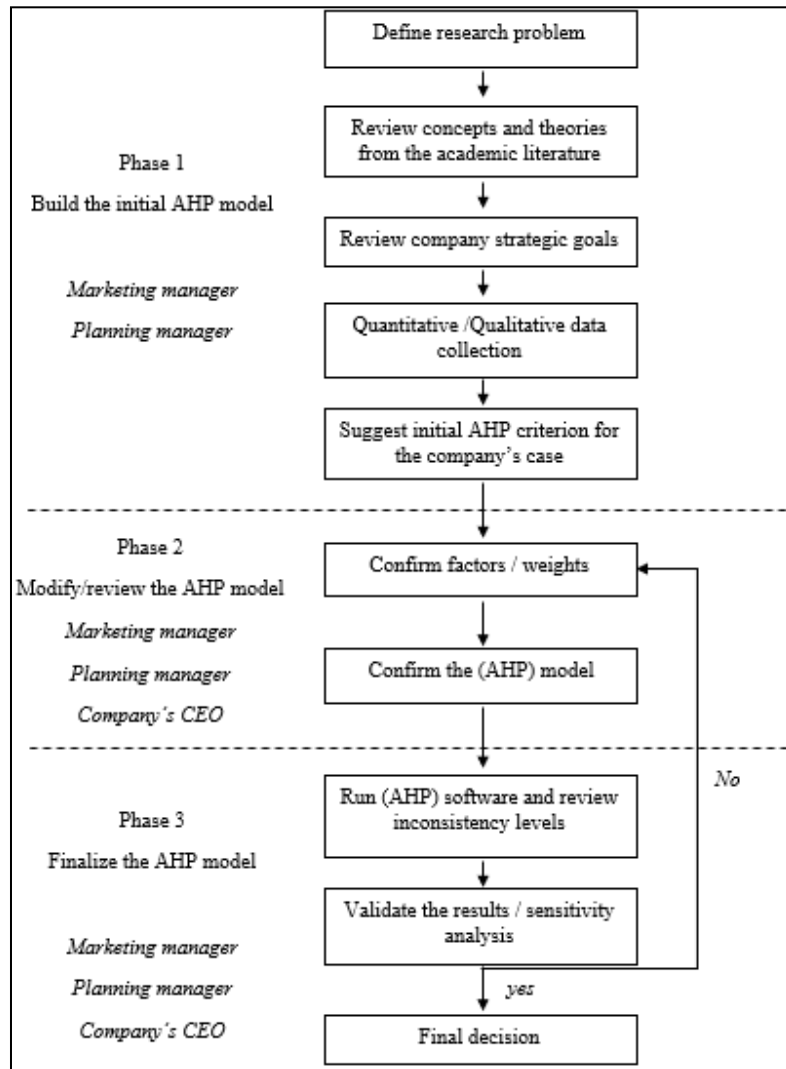 Define research problem
Review concepts and theories
from the academic literature
Phase 1
Build the initial AHP model
Review company strategic goals
Marketing manager
Planning manager
Quantitative /Qualitative data
collection
Suggest initial AHP criterion for
the company’s case
Phase 2
Modify/review the AHP model
Marketing manager
Planning manager
Company´s CEO
Confirm factors / weights
Confirm the (AHP) model
No
Phase 3
Finalize the AHP model
Run (AHP) software and review
inconsistency levels
Validate the results / sensitivity
analysis
Marketing manager
Planning manager
Company´s CEO
yes
Final decision